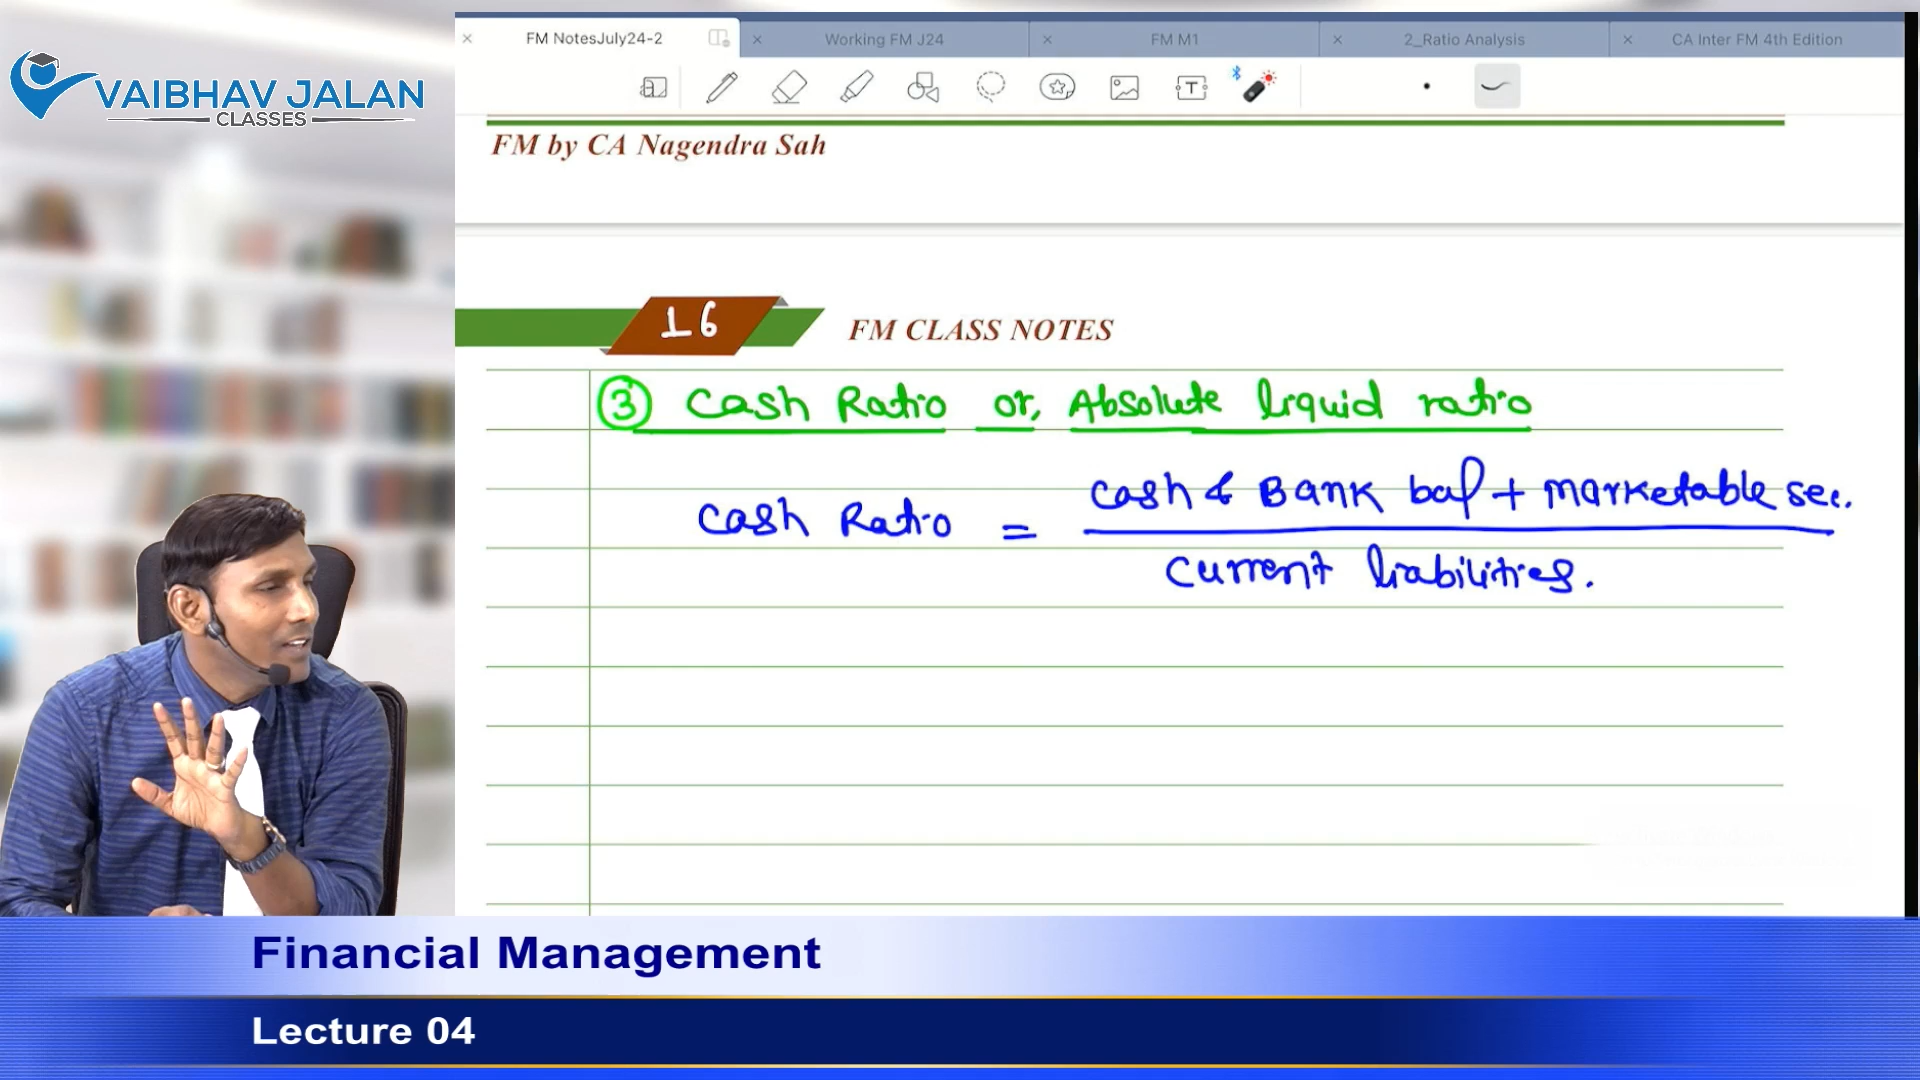 VAIBHAV JALAN
CLASSES
FM NotesJuly24-2
Working FM J24
FM M1
2_Ratio Analysis
CA Inter FM 4th Edition
FM by CA Nagendra Sah
16
FM CLASS NOTES
③ Cash Ratio or, Absolute liquid ratio
Cash Ratio = Cash & Bank bal + Marketable sec.
Current liabilities.
Financial Management
Lecture 04